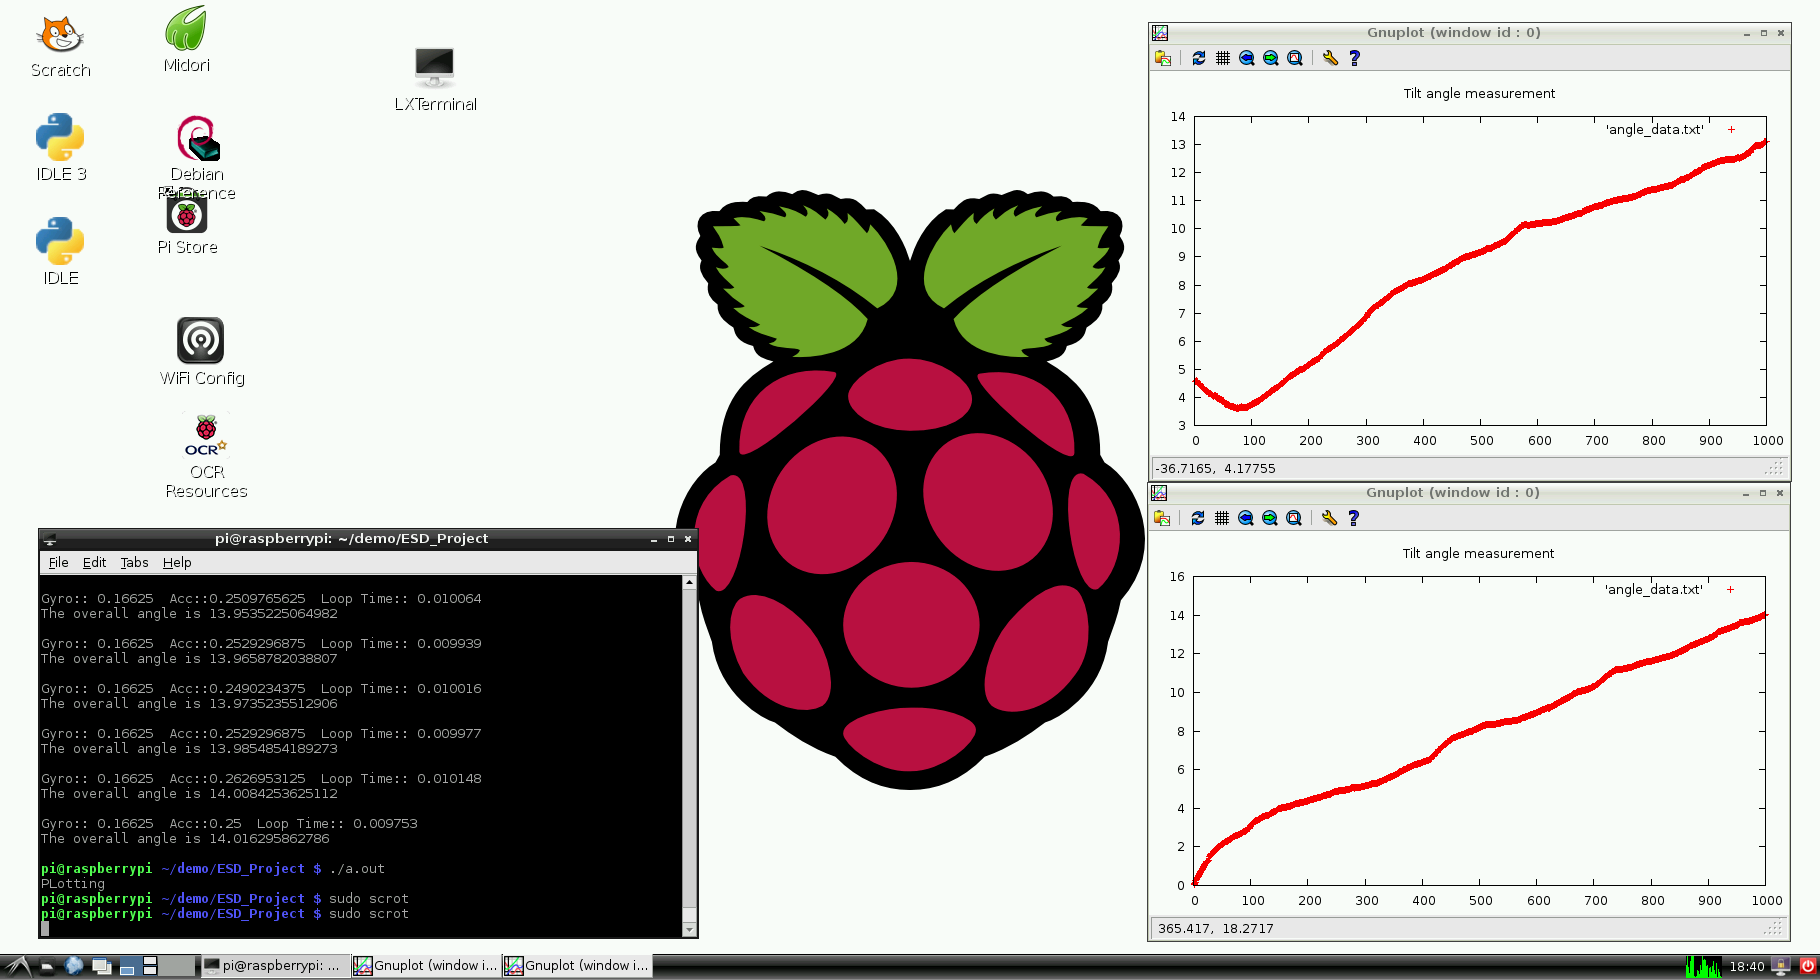 Scratch
Midori
LXTerminal
IDLE 3
Debian
Reference
Pi Store
IDLE
WiFi Config
OCR
OCR
Resources
pi@raspberrypi: ~/demo/ESD_Project
File Edit Tabs Help
Gyro:: 0.16625  Acc::0.2509765625  Loop Time:: 0.010064
The overall angle is 13.9535225064982
Gyro:: 0.16625  Acc::0.2529296875  Loop Time:: 0.009939
The overall angle is 13.9658782038807
Gyro:: 0.16625  Acc::0.2490234375  Loop Time:: 0.010016
The overall angle is 13.9735235512906
Gyro:: 0.16625  Acc::0.2529296875  Loop Time:: 0.009977
The overall angle is 13.9854854189273
Gyro:: 0.16625  Acc::0.2626953125  Loop Time:: 0.010148
The overall angle is 14.0084253625112
Gyro:: 0.16625  Acc::0.25  Loop Time:: 0.009753
The overall angle is 14.016295862786
pi@raspberrypi ~/demo/ESD_Project $ ./a.out
PLotting
pi@raspberrypi ~/demo/ESD_Project $ sudo scrot
pi@raspberrypi ~/demo/ESD_Project $ sudo scrot
Gnuplot (window id : 0)
Tilt angle measurement
'angle_data.txt'
14
13
12
11
10
9
8
7
6
5
4
3
0 100 200 300 400 500 600 700 800 900 1000
-36.7165, 4.17755
Gnuplot (window id : 0)
Tilt angle measurement
'angle_data.txt'
16
14
12
10
8
6
4
2
0
0 100 200 300 400 500 600 700 800 900 1000
365.417, 18.2717
pi@raspberrypi: ...
Gnuplot (window i...
Gnuplot (window i...
18:40